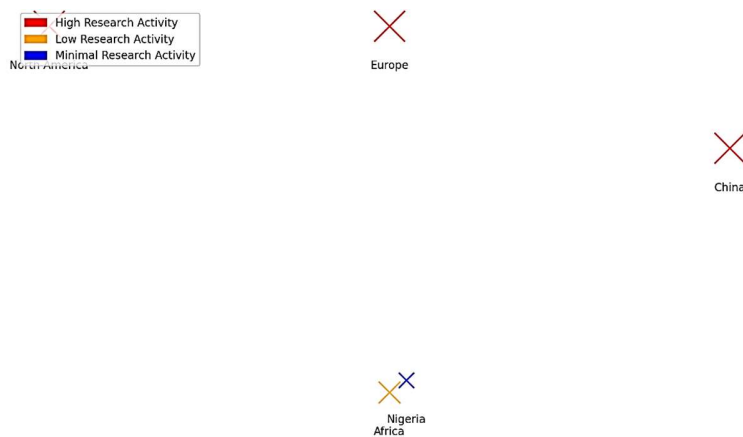 High Research Activity
Low Research Activity
Minimal Research Activity
North America
Europe
China
Nigeria
Africa